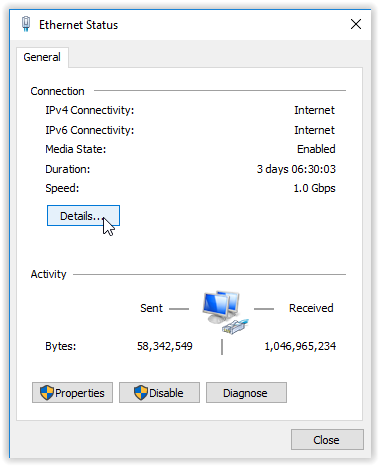 Ethernet Status
General
Connection
IPv4 Connectivity: Internet
IPv6 Connectivity: Internet
Media State: Enabled
Duration: 3 days 06:30:03
Speed: 1.0 Gbps
Details...
Activity
Sent Received
Bytes: 58,342,549 1,046,965,234
Properties Disable Diagnose
Close